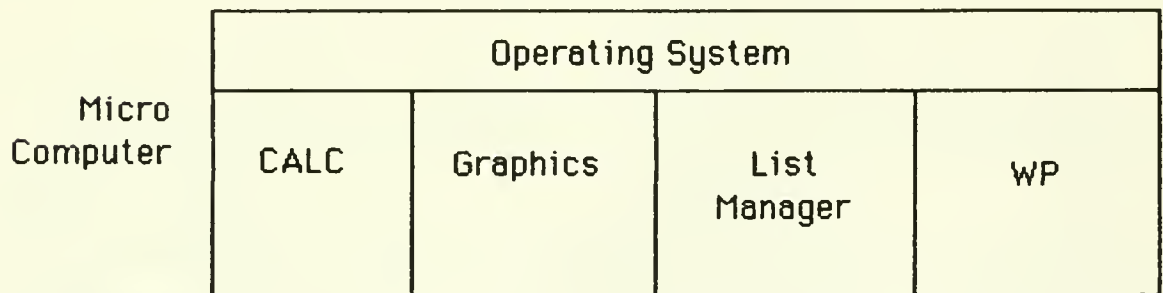 Operating System
Micro
Computer
CALC
Graphics
List
Manager
WP